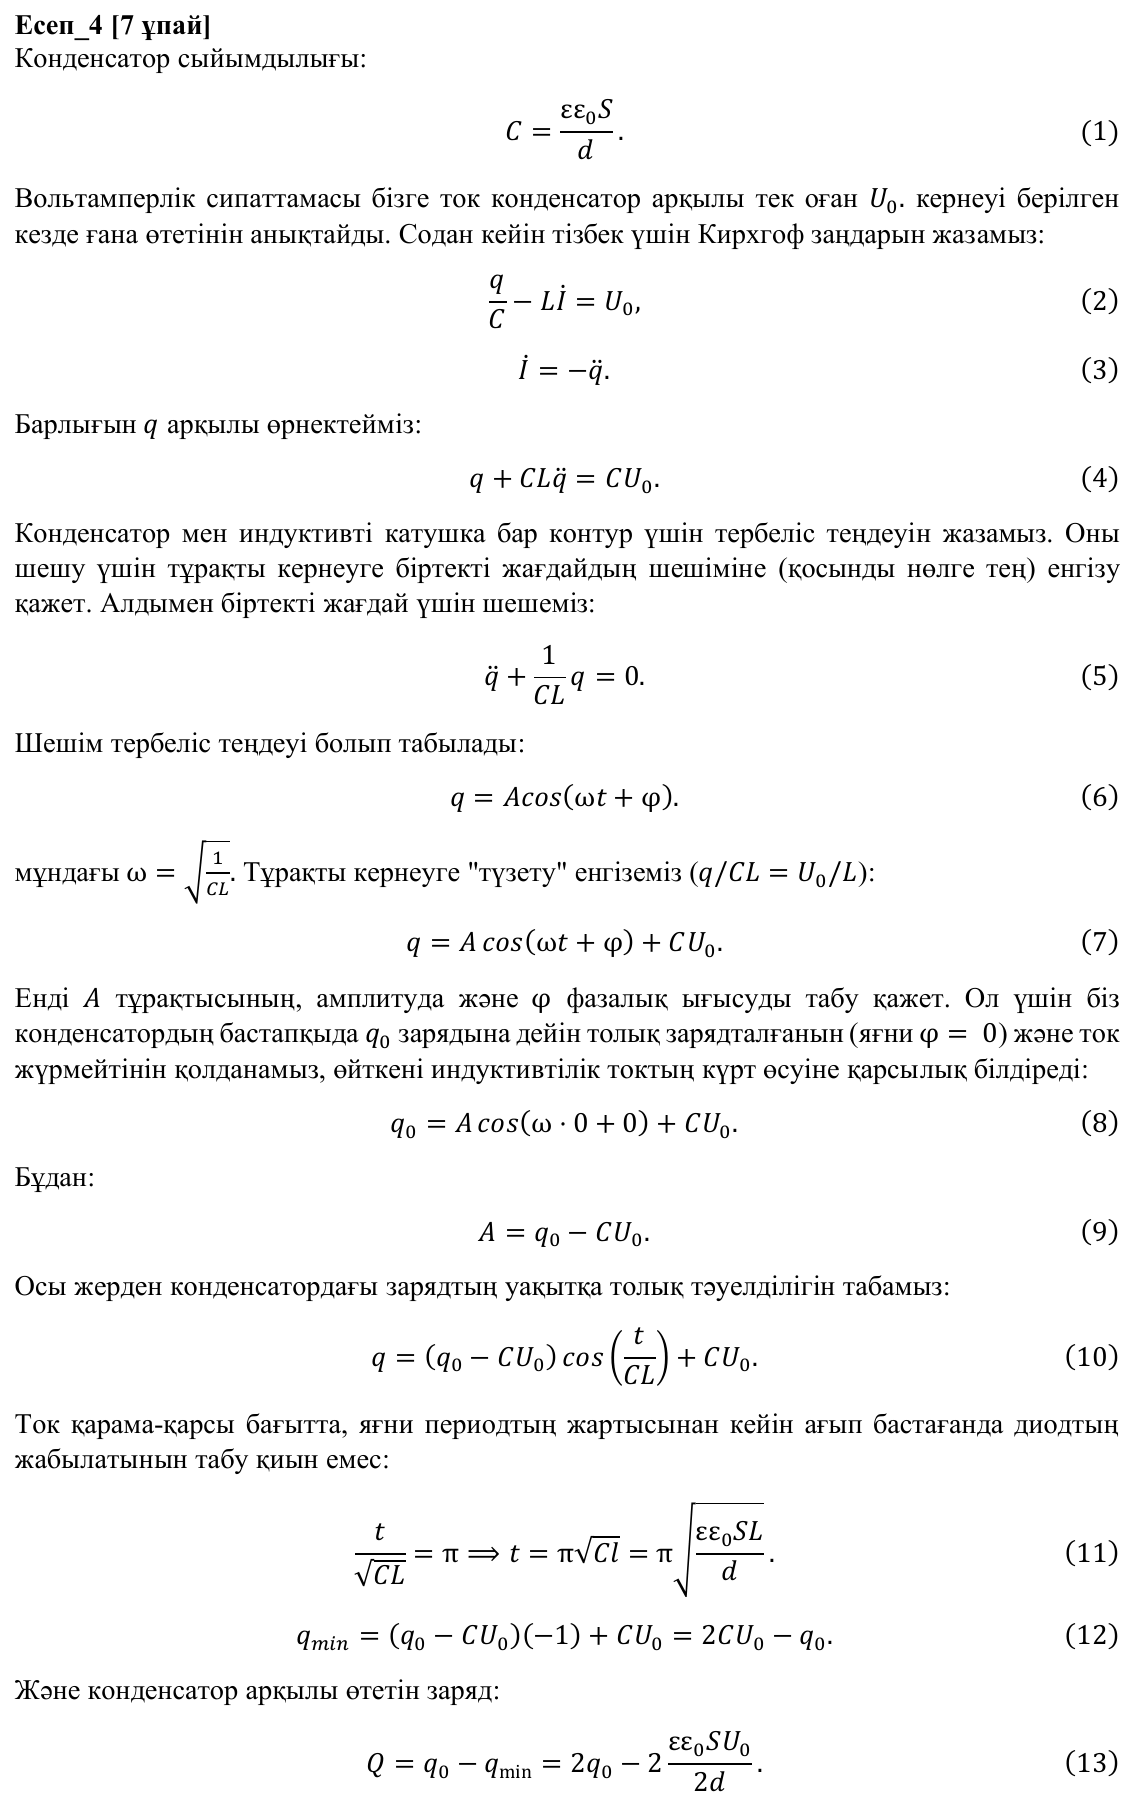 Есеп_4 [7 ұпай]
Конденсатор сыйымдылығы:
C = εε₀S/d. (1)
Вольтамперлік сипаттамасы бізге ток конденсатор арқылы тек оған U₀. кернеуі берілген
кезде ғана өтетінін анықтайды. Содан кейін тізбек үшін Кирхгоф заңдарын жазамыз:
q/C − Lİ = U₀, (2)
İ = −q̈. (3)
Барлығын q арқылы өрнектейміз:
q + CLq̈ = CU₀. (4)
Конденсатор мен индуктивті катушка бар контур үшін тербеліс теңдеуін жазамыз. Оны
шешу үшін тұрақты кернеуге біртекті жағдайдың шешіміне (қосынды нөлге тең) енгізу
қажет. Алдымен біртекті жағдай үшін шешеміз:
q̈ + 1/CL q = 0. (5)
Шешім тербеліс теңдеуі болып табылады:
q = Acos(ωt + φ). (6)
мұндағы ω = √(1/CL). Тұрақты кернеуге "түзету" енгіземіз (q/CL = U₀/L):
q = A cos(ωt + φ) + CU₀. (7)
Енді A тұрақтысының, амплитуда және φ фазалық ығысуды табу қажет. Ол үшін біз
конденсатордың бастапқыда q₀ зарядына дейін толық зарядталғанын (яғни φ = 0) және ток
жүрмейтінін қолданамыз, өйткені индуктивтілік токтың күрт өсуіне қарсылық білдіреді:
q₀ = A cos(ω · 0 + 0) + CU₀. (8)
Бұдан:
A = q₀ − CU₀. (9)
Осы жерден конденсатордағы зарядтың уақытқа толық тәуелділігін табамыз:
q = (q₀ − CU₀) cos (t/CL) + CU₀. (10)
Ток қарама-қарсы бағытта, яғни периодтың жартысынан кейін ағып бастағанда диодтың
жабылатынын табу қиын емес:
t/√CL = π ⟹ t = π√Cl = π√(εε₀SL/d). (11)
qₘᵢₙ = (q₀ − CU₀)(−1) + CU₀ = 2CU₀ − q₀. (12)
Және конденсатор арқылы өтетін заряд:
Q = q₀ − qₘᵢₙ = 2q₀ − 2 εε₀SU₀/2d. (13)